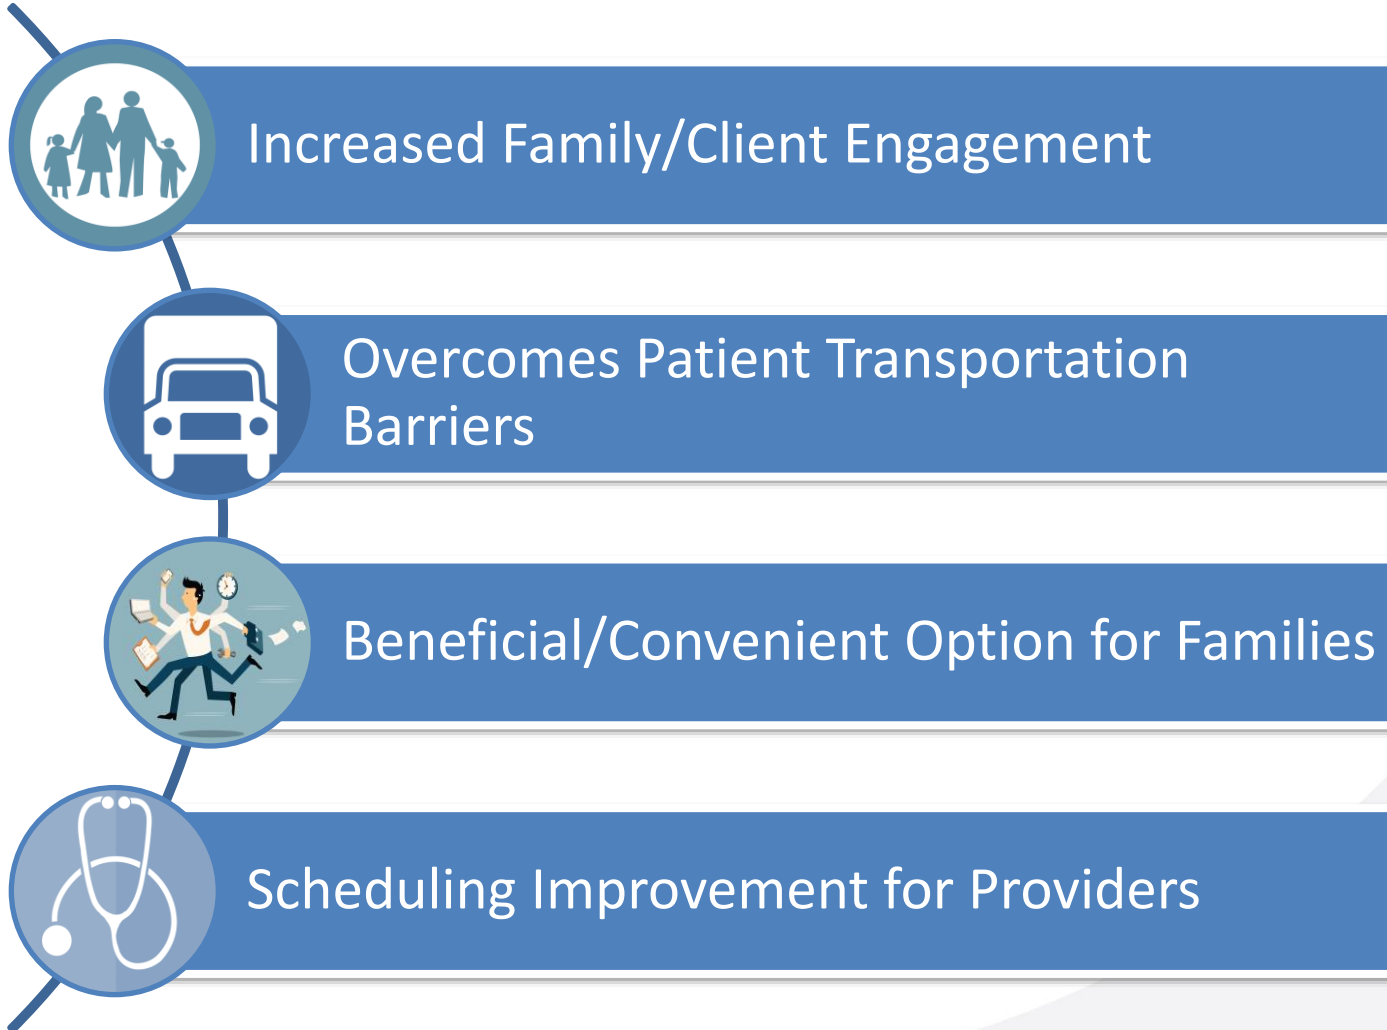 Increased Family/Client Engagement
Overcomes Patient Transportation
Barriers
Beneficial/Convenient Option for Families
Scheduling Improvement for Providers